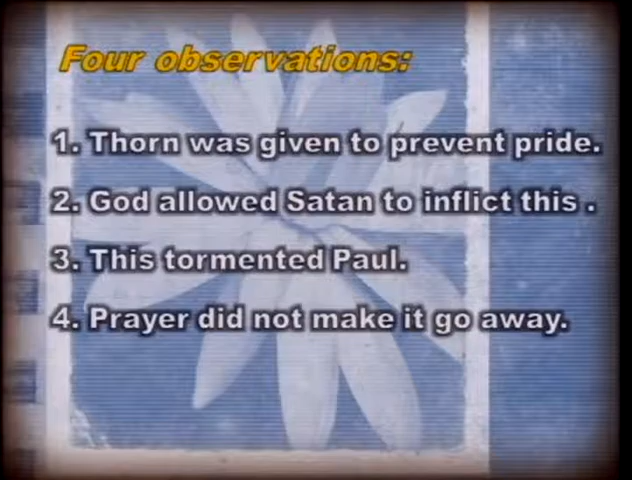 Four observations:
1. Thorn was given to prevent pride.
2. God allowed Satan to inflict this .
3. This tormented Paul.
4. Prayer did not make it go away.